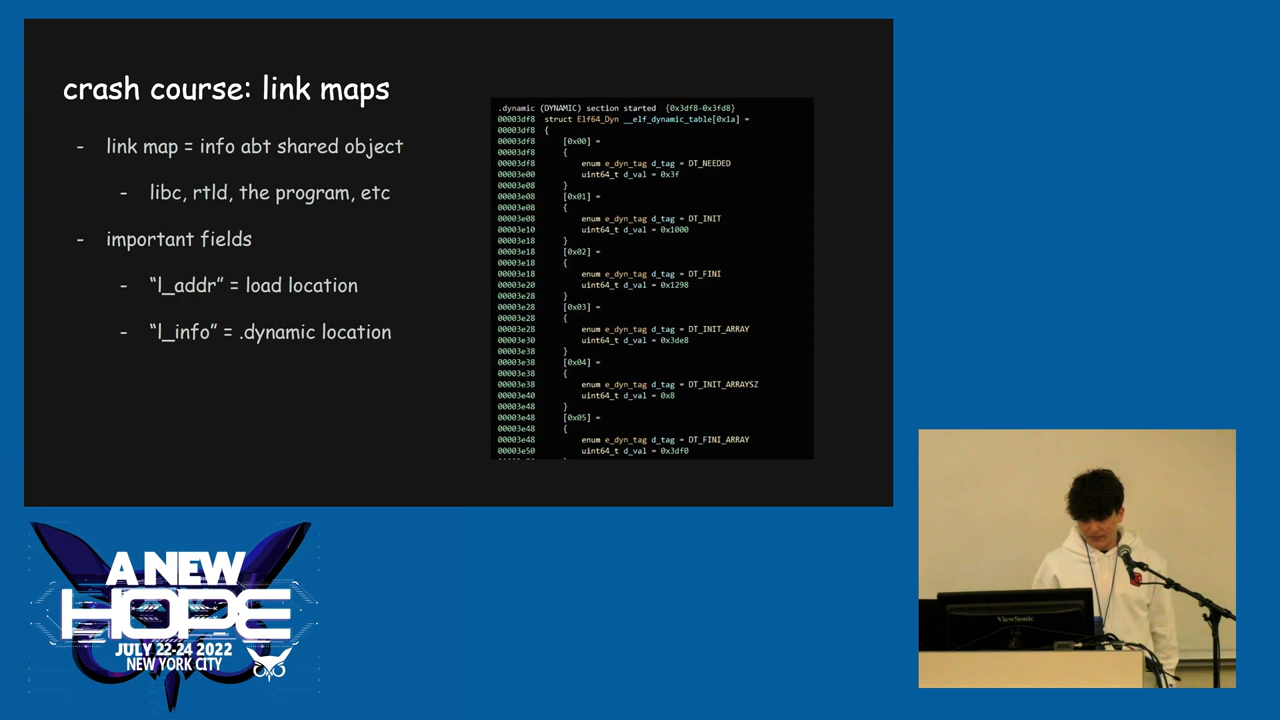 crash course: link maps
- link map = info abt shared object
- libc, rtld, the program, etc
- important fields
- “l_addr” = load location
- “l_info” = .dynamic location
.dynamic (DYNAMIC) section started {0x3df8-0x3fd8}
00003df8 struct Elf64_Dyn __elf_dynamic_table[0x1a] =
00003df8 {
00003df8 [0x00] =
00003df8 {
00003df8 enum e_dyn_tag d_tag = DT_NEEDED
00003e00 uint64_t d_val = 0x3f
00003e08 }
00003e08 [0x01] =
00003e08 {
00003e08 enum e_dyn_tag d_tag = DT_INIT
00003e10 uint64_t d_val = 0x1000
00003e18 }
00003e18 [0x02] =
00003e18 {
00003e18 enum e_dyn_tag d_tag = DT_FINI
00003e20 uint64_t d_val = 0x1298
00003e28 }
00003e28 [0x03] =
00003e28 {
00003e28 enum e_dyn_tag d_tag = DT_INIT_ARRAY
00003e30 uint64_t d_val = 0x3de8
00003e38 }
00003e38 [0x04] =
00003e38 {
00003e38 enum e_dyn_tag d_tag = DT_INIT_ARRAYSZ
00003e40 uint64_t d_val = 0x8
00003e48 }
00003e48 [0x05] =
00003e48 {
00003e48 enum e_dyn_tag d_tag = DT_FINI_ARRAY
00003e50 uint64_t d_val = 0x3df0
A NEW
HOPE
JULY 22-24 2022
NEW YORK CITY
ViewSonic